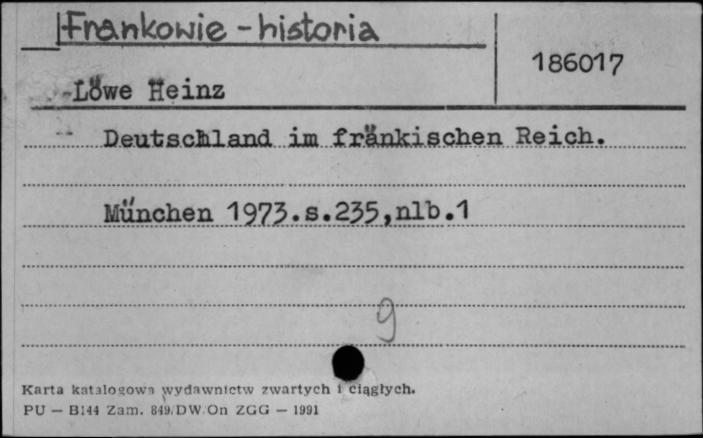 Frankowie - historia
186017
Löwe Heinz
Deutschland im fränkischen Reich.
München 1973.s.235,nlb.1
9
Karta katalogowa wydawnictw zwartych i ciągłych.
PU — B144 Zam. 849/DW/On ZGG — 1991